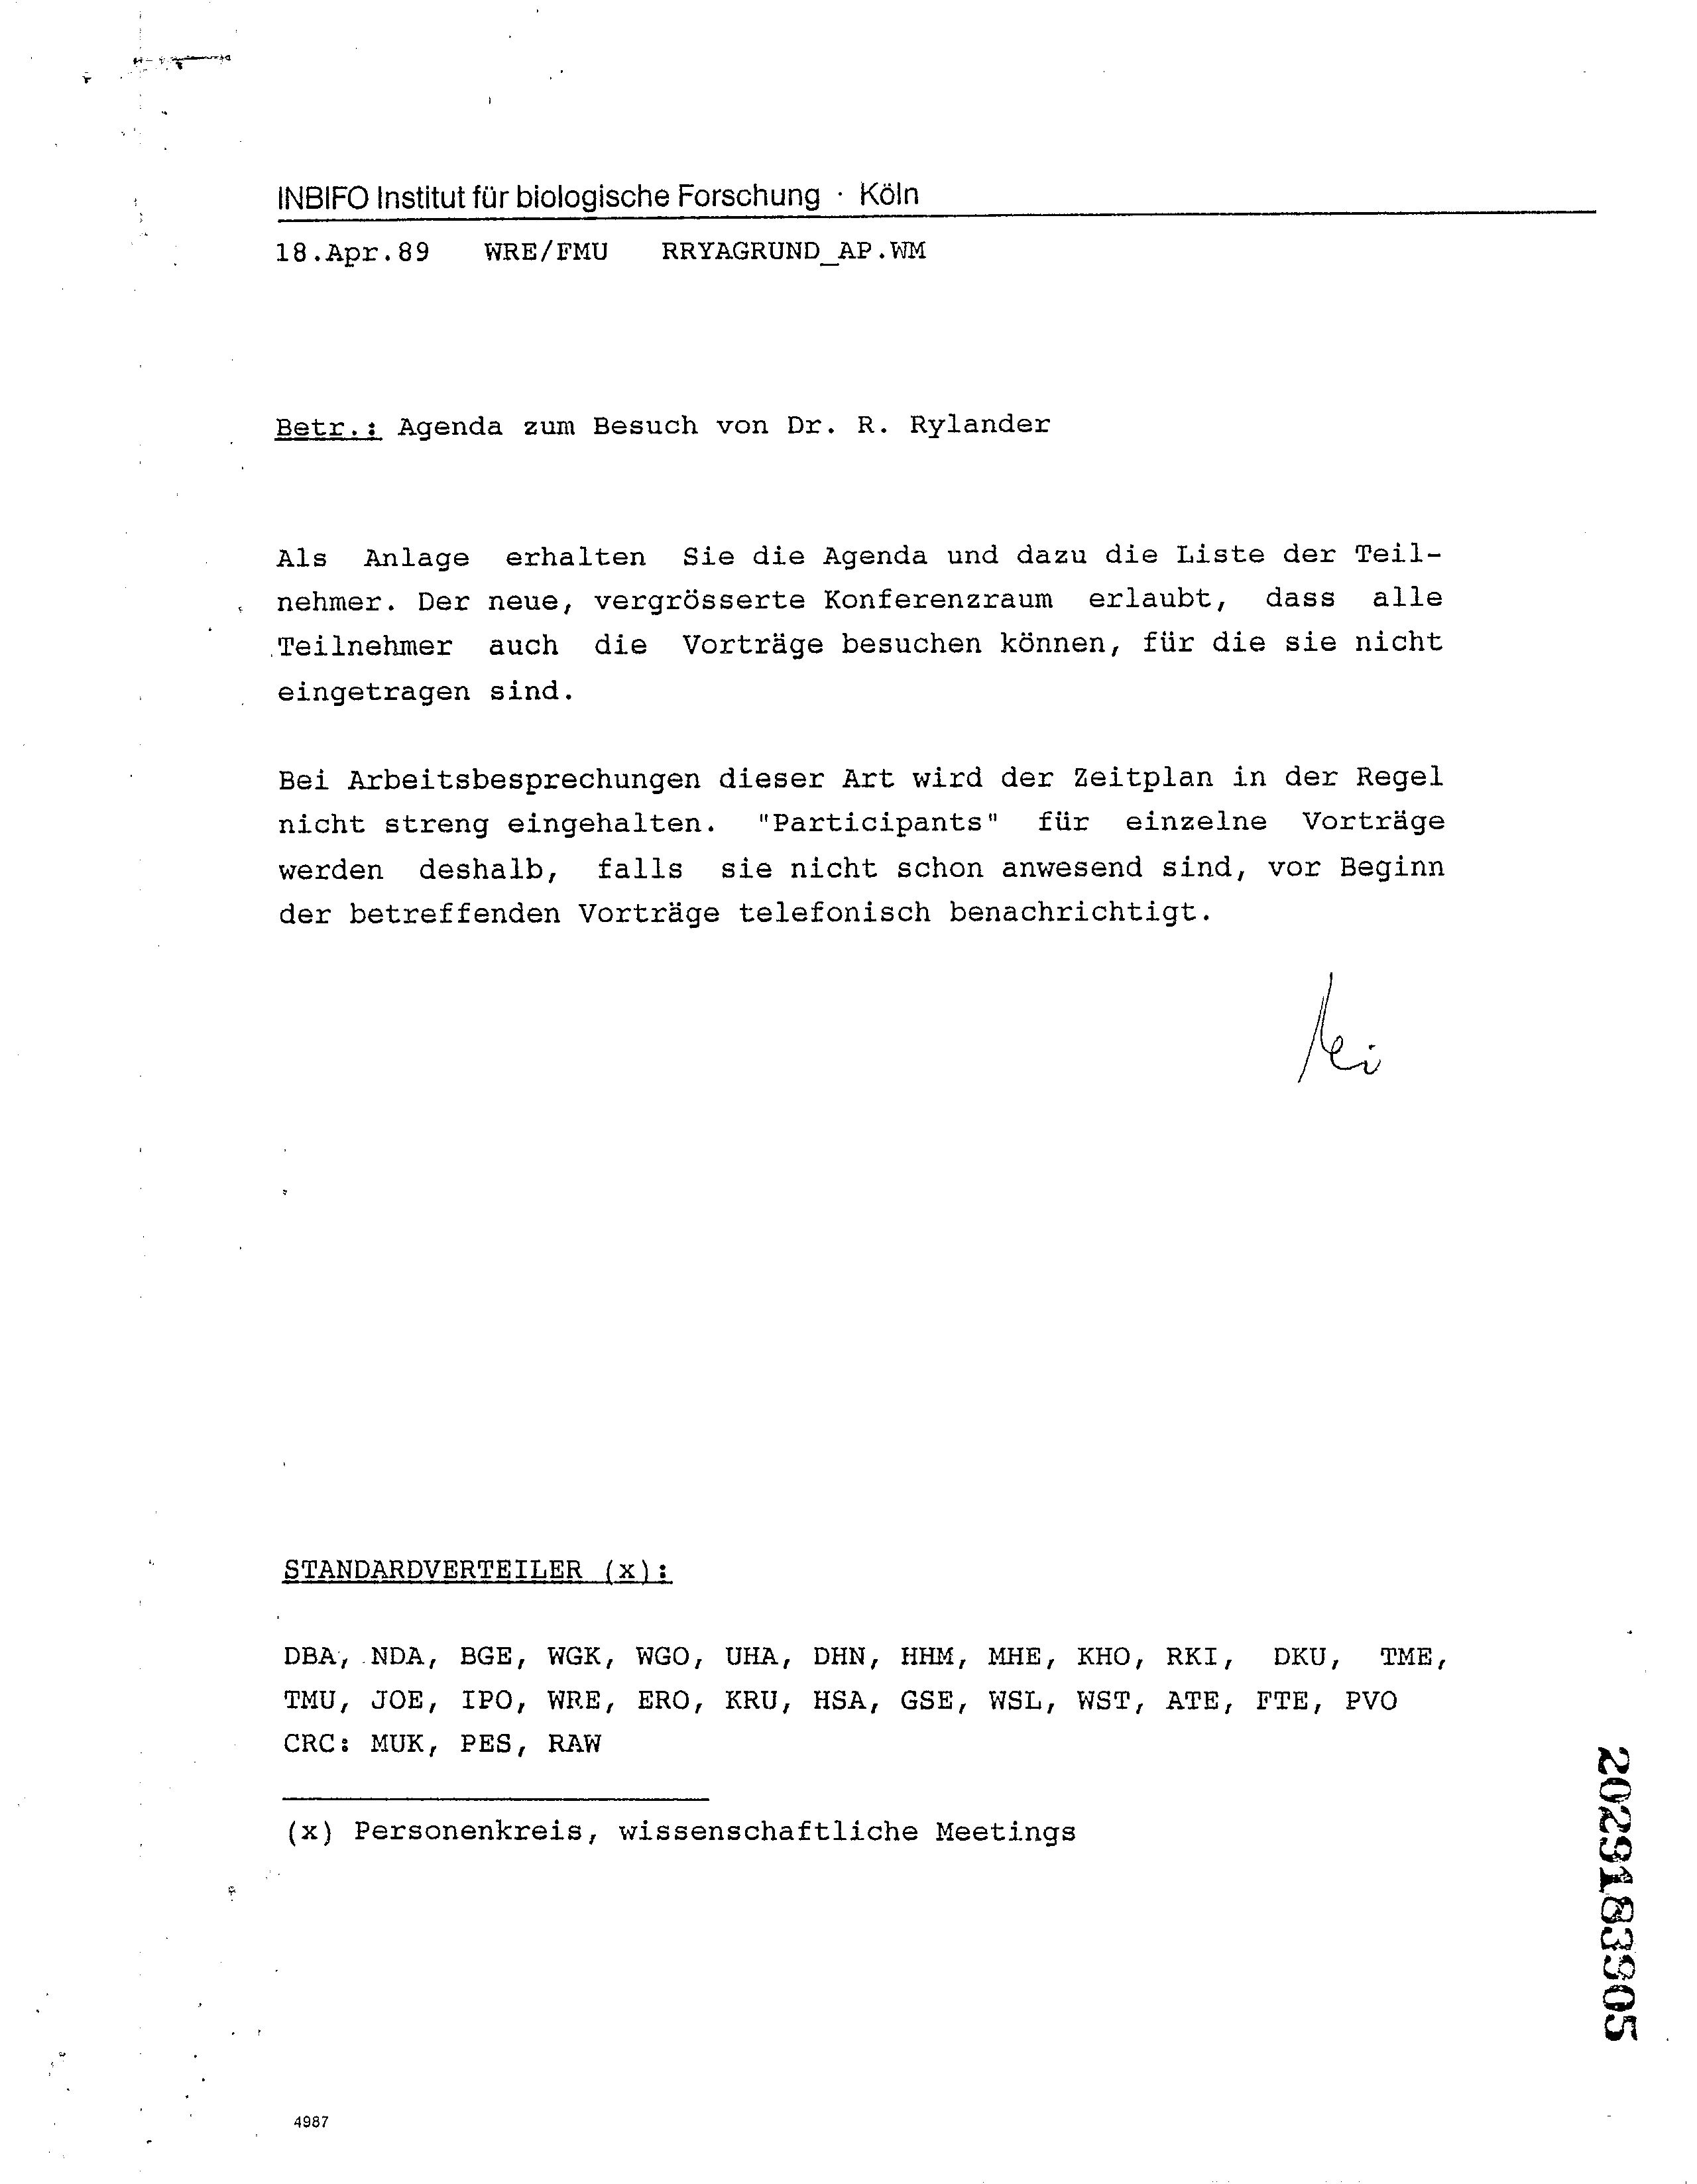 INBIFO Institut für biologische Forschung · Köln
18.Apr.89 WRE/FMU RRYAGRUND_AP.WM
Betr.: Agenda zum Besuch von Dr. R. Rylander
Als Anlage erhalten Sie die Agenda und dazu die Liste der Teil-
nehmer. Der neue, vergrösserte Konferenzraum erlaubt, dass alle
Teilnehmer auch die Vorträge besuchen können, für die sie nicht
eingetragen sind.
Bei Arbeitsbesprechungen dieser Art wird der Zeitplan in der Regel
nicht streng eingehalten. "Participants" für einzelne Vorträge
werden deshalb, falls sie nicht schon anwesend sind, vor Beginn
der betreffenden Vorträge telefonisch benachrichtigt.
STANDARDVERTEILER (x):
DBA, NDA, BGE, WGK, WGO, UHA, DHN, HHM, MHE, KHO, RKI, DKU, TME,
TMU, JOE, IPO, WRE, ERO, KRU, HSA, GSE, WSL, WST, ATE, FTE, PVO
CRC: MUK, PES, RAW
(x) Personenkreis, wissenschaftliche Meetings
2029183905
4987